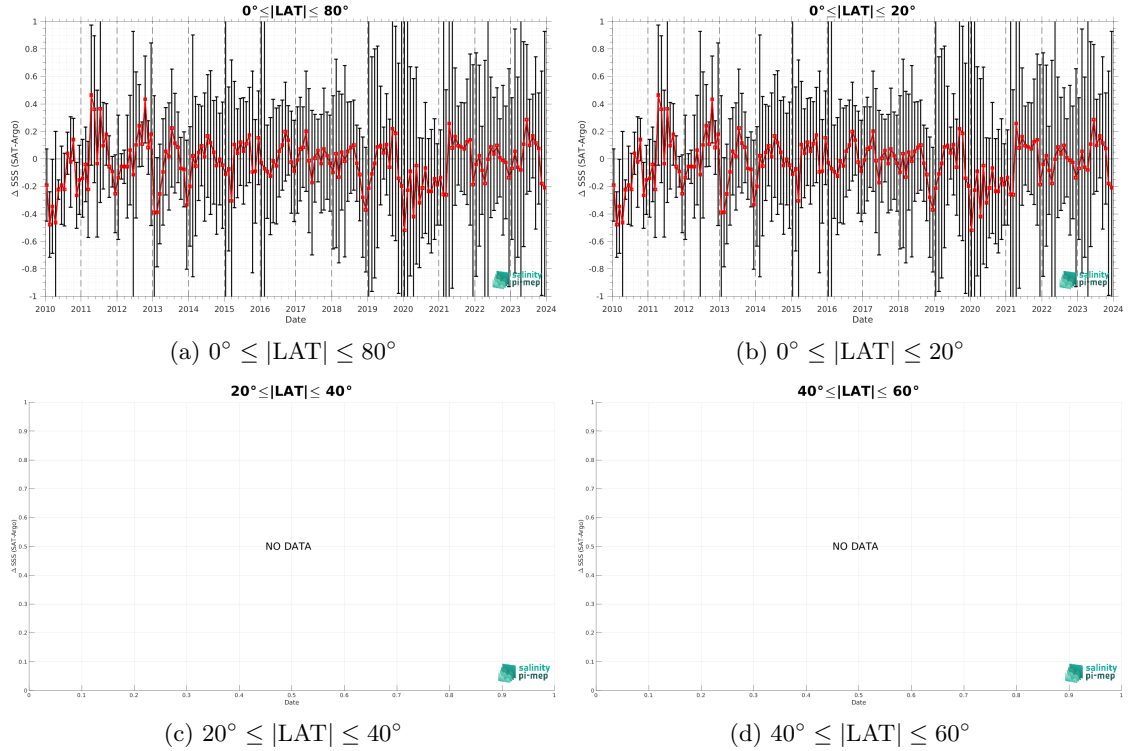 0°≤|LAT|≤ 80°
Δ SSS (SAT-Argo)
1
0.8
0.6
0.4
0.2
0
-0.2
-0.4
-0.6
-0.8
-1
2010 2011 2012 2013 2014 2015 2016 2017 2018 2019 2020 2021 2022 2023 2024
Date
salinity
pi-mep
(a) 0° ≤ |LAT| ≤ 80°
0°≤|LAT|≤ 20°
Δ SSS (SAT-Argo)
1
0.8
0.6
0.4
0.2
0
-0.2
-0.4
-0.6
-0.8
-1
2010 2011 2012 2013 2014 2015 2016 2017 2018 2019 2020 2021 2022 2023 2024
Date
salinity
pi-mep
(b) 0° ≤ |LAT| ≤ 20°
20°≤|LAT|≤ 40°
Δ SSS (SAT-Argo)
1
0.9
0.8
0.7
0.6
0.5
0.4
0.3
0.2
0.1
0
NO DATA
0 0.1 0.2 0.3 0.4 0.5 0.6 0.7 0.8 0.9 1
Date
salinity
pi-mep
(c) 20° ≤ |LAT| ≤ 40°
40°≤|LAT|≤ 60°
Δ SSS (SAT-Argo)
1
0.9
0.8
0.7
0.6
0.5
0.4
0.3
0.2
0.1
0
NO DATA
0 0.1 0.2 0.3 0.4 0.5 0.6 0.7 0.8 0.9 1
Date
salinity
pi-mep
(d) 40° ≤ |LAT| ≤ 60°